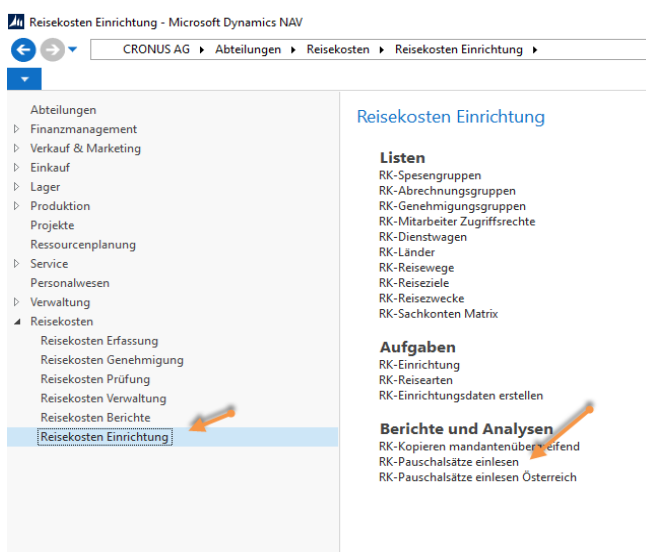 Reisekosten Einrichtung - Microsoft Dynamics NAV
CRONUS AG ▸ Abteilungen ▸ Reisekosten ▸ Reisekosten Einrichtung ▸
Abteilungen
Finanzmanagement
Verkauf & Marketing
Einkauf
Lager
Produktion
Projekte
Ressourcenplanung
Service
Personalwesen
Verwaltung
Reisekosten
Reisekosten Erfassung
Reisekosten Genehmigung
Reisekosten Prüfung
Reisekosten Verwaltung
Reisekosten Berichte
Reisekosten Einrichtung
Reisekosten Einrichtung
Listen
RK-Spesengruppen
RK-Abrechnungsgruppen
RK-Genehmigungsgruppen
RK-Mitarbeiter Zugriffsrechte
RK-Dienstwagen
RK-Länder
RK-Reisewege
RK-Reiseziele
RK-Reisezwecke
RK-Sachkonten Matrix
Aufgaben
RK-Einrichtung
RK-Reisearten
RK-Einrichtungsdaten erstellen
Berichte und Analysen
RK-Kopieren mandantenübergreifend
RK-Pauschalsätze einlesen
RK-Pauschalsätze einlesen Österreich